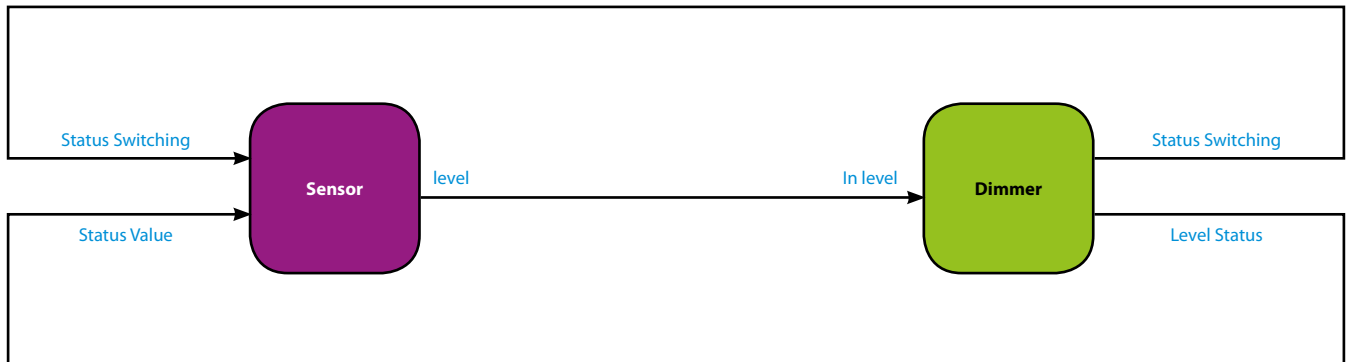 Status Switching
Status Switching
Sensor
level
In level
Dimmer
Status Value
Level Status